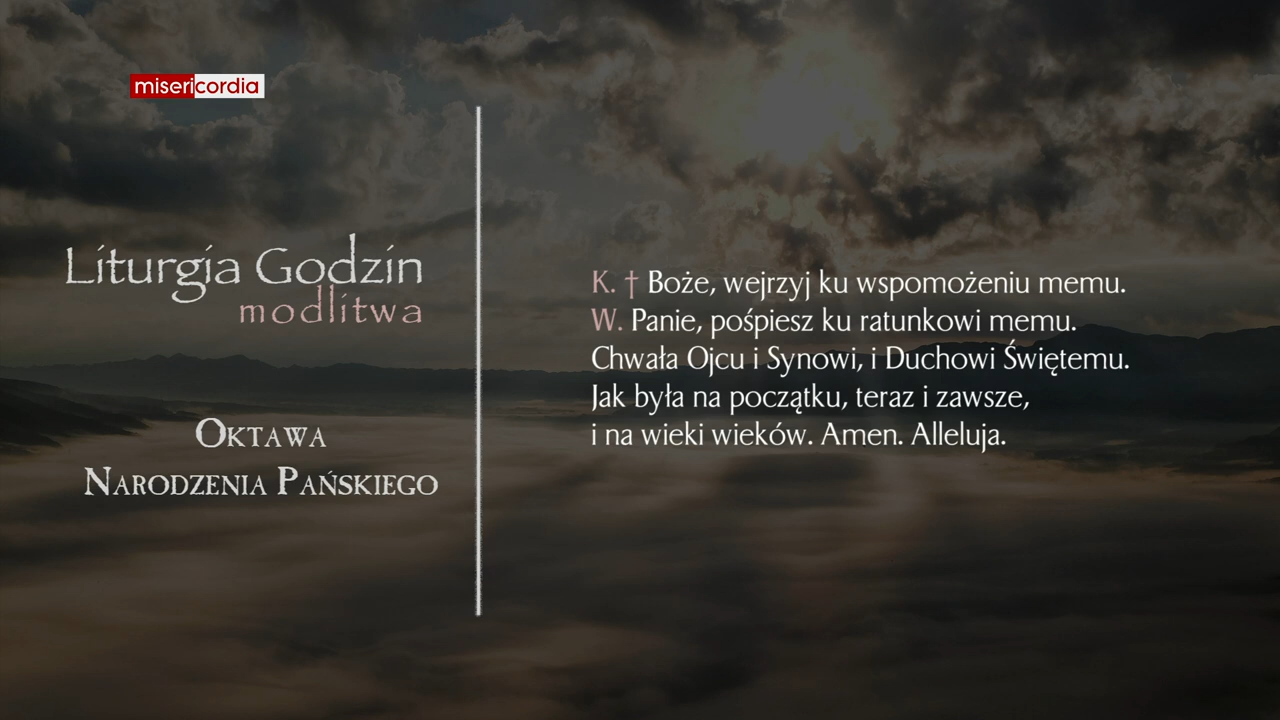 misericordia
Liturgia Godzin
modlitwa
Oktawa
Narodzenia Pańskiego
K. † Boże, wejrzyj ku wspomożeniu memu.
W. Panie, pośpiesz ku ratunkowi memu.
Chwała Ojcu i Synowi, i Duchowi Świętemu.
Jak była na początku, teraz i zawsze,
i na wieki wieków. Amen. Alleluja.